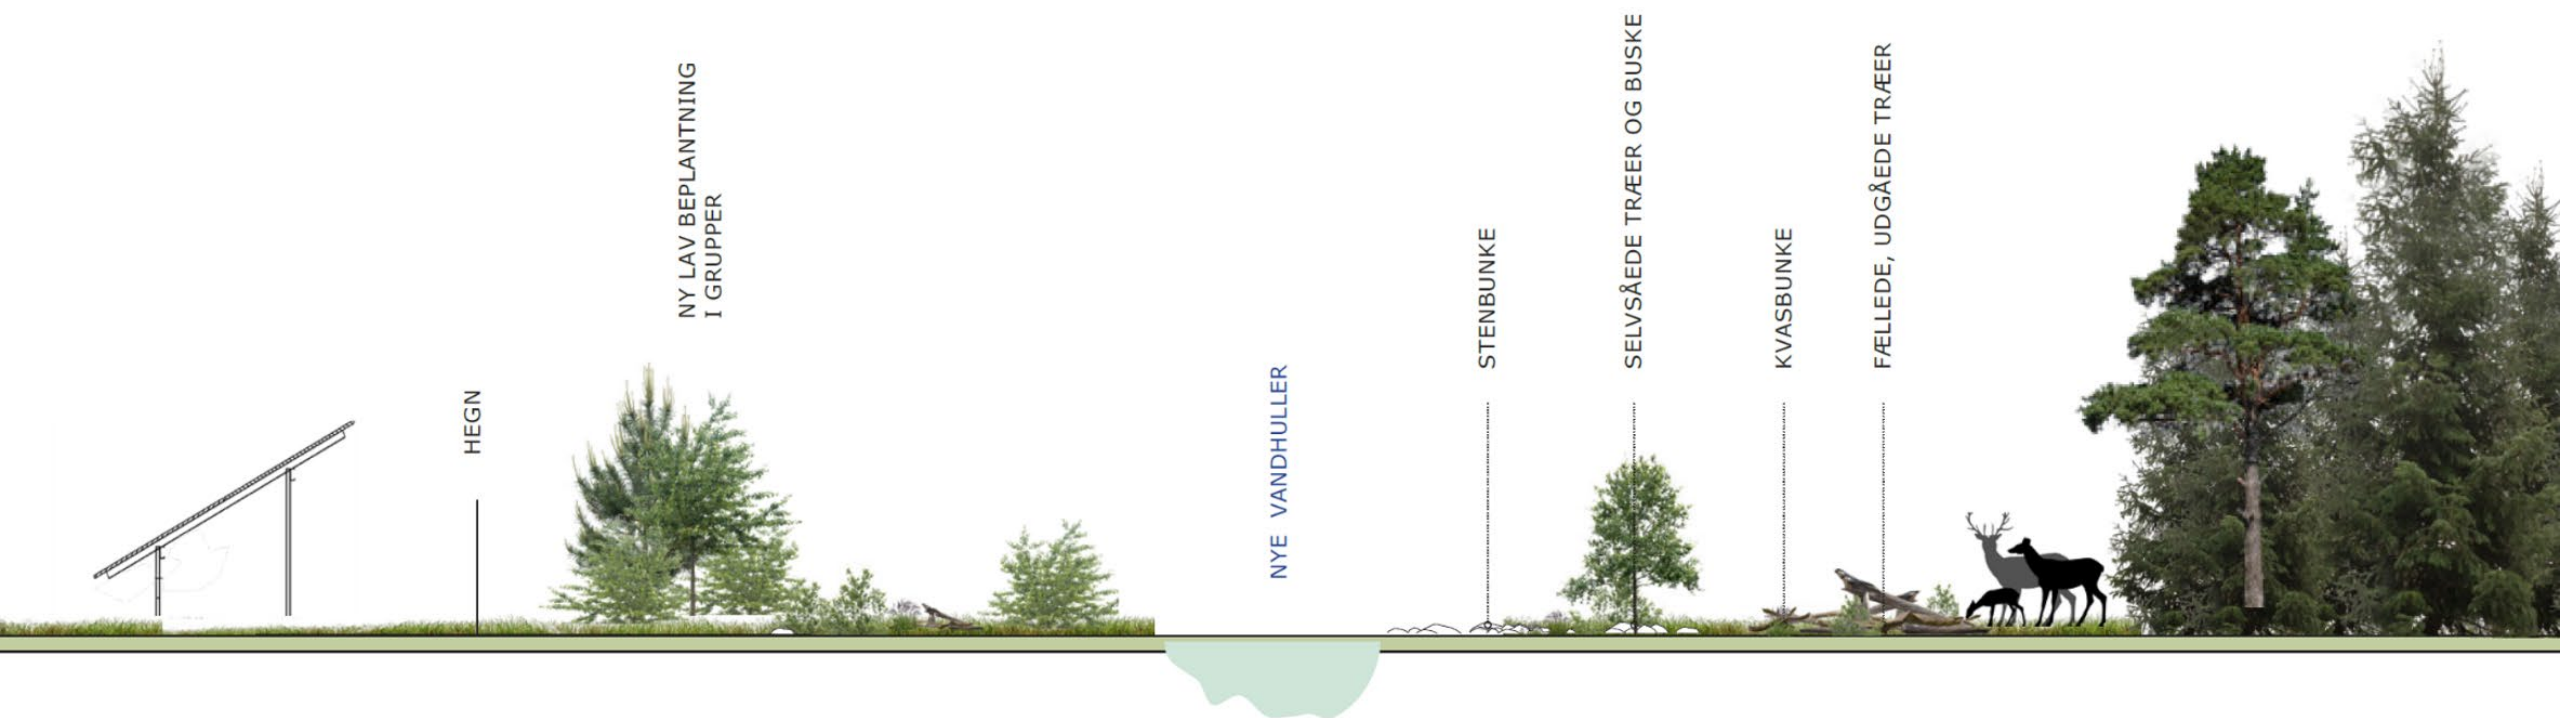 HEGN
NY LAV BEPLANTNING
I GRUPPER
NYE VANDHULLER
STENBUNKE
SELVSÅEDE TRÆER OG BUSKE
KVASBUNKE
FÆLLEDE, UDGÅEDE TRÆER